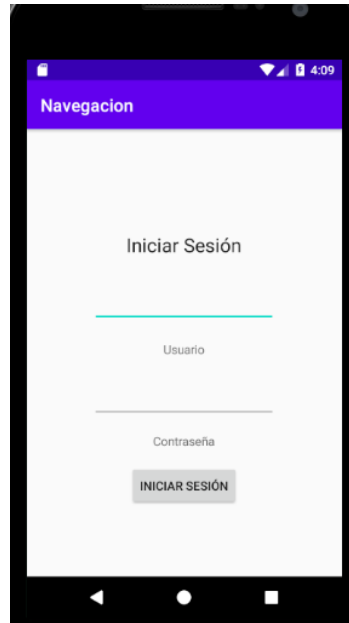 4:09
Navegacion
Iniciar Sesión
Usuario
Contraseña
INICIAR SESIÓN